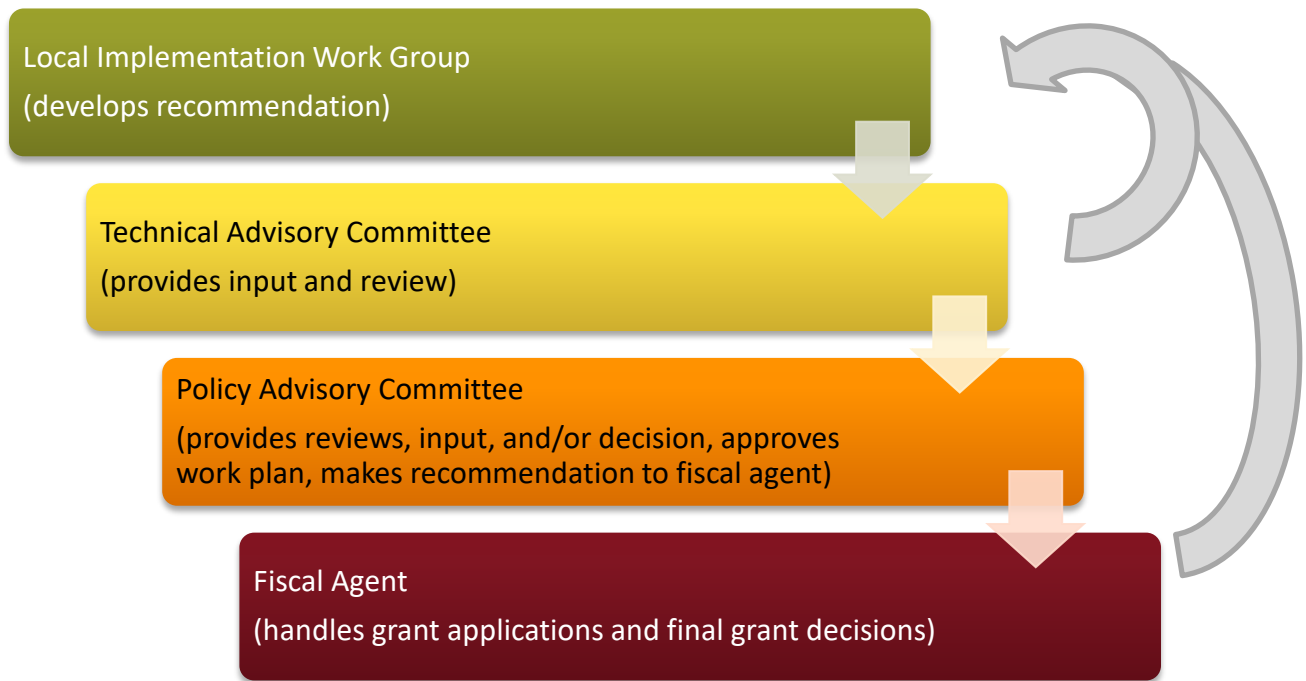 Local Implementation Work Group
(develops recommendation)
Technical Advisory Committee
(provides input and review)
Policy Advisory Committee
(provides reviews, input, and/or decision, approves
work plan, makes recommendation to fiscal agent)
Fiscal Agent
(handles grant applications and final grant decisions)